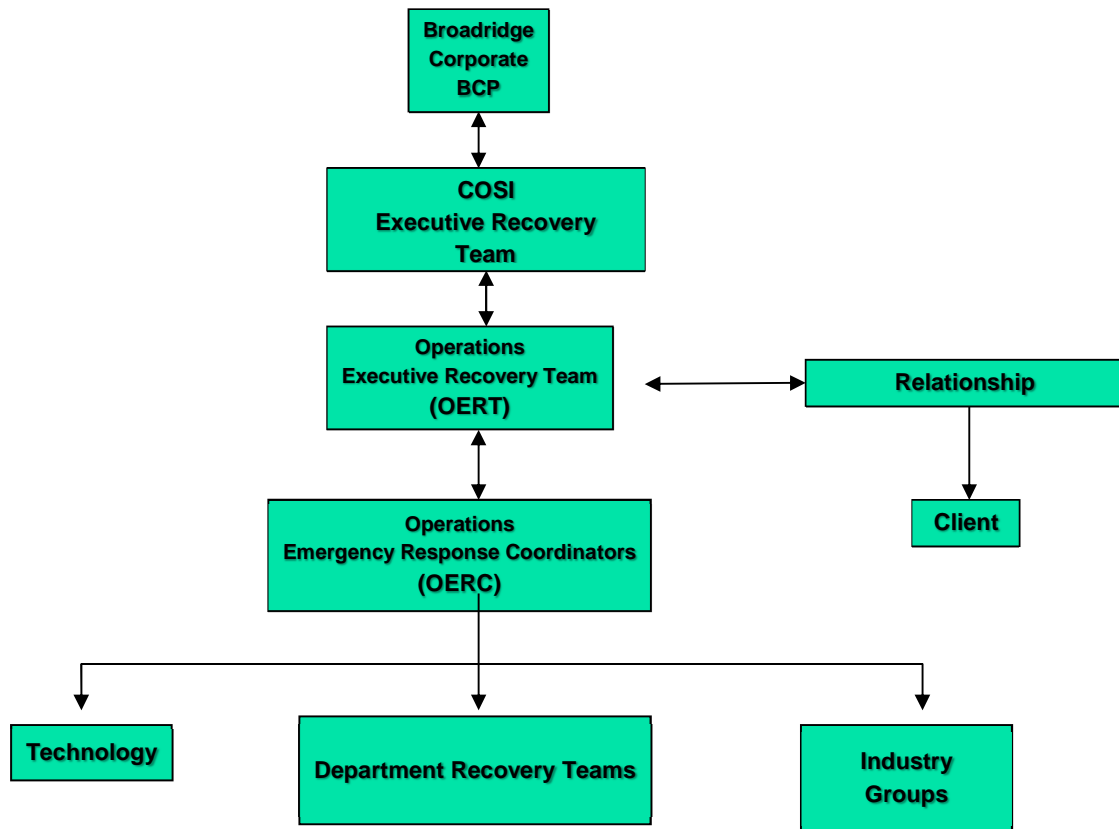 Broadridge
Corporate
BCP
COSI
Executive Recovery
Team
Operations
Executive Recovery Team
(OERT)
Relationship
Operations
Emergency Response Coordinators
(OERC)
Client
Technology
Department Recovery Teams
Industry
Groups